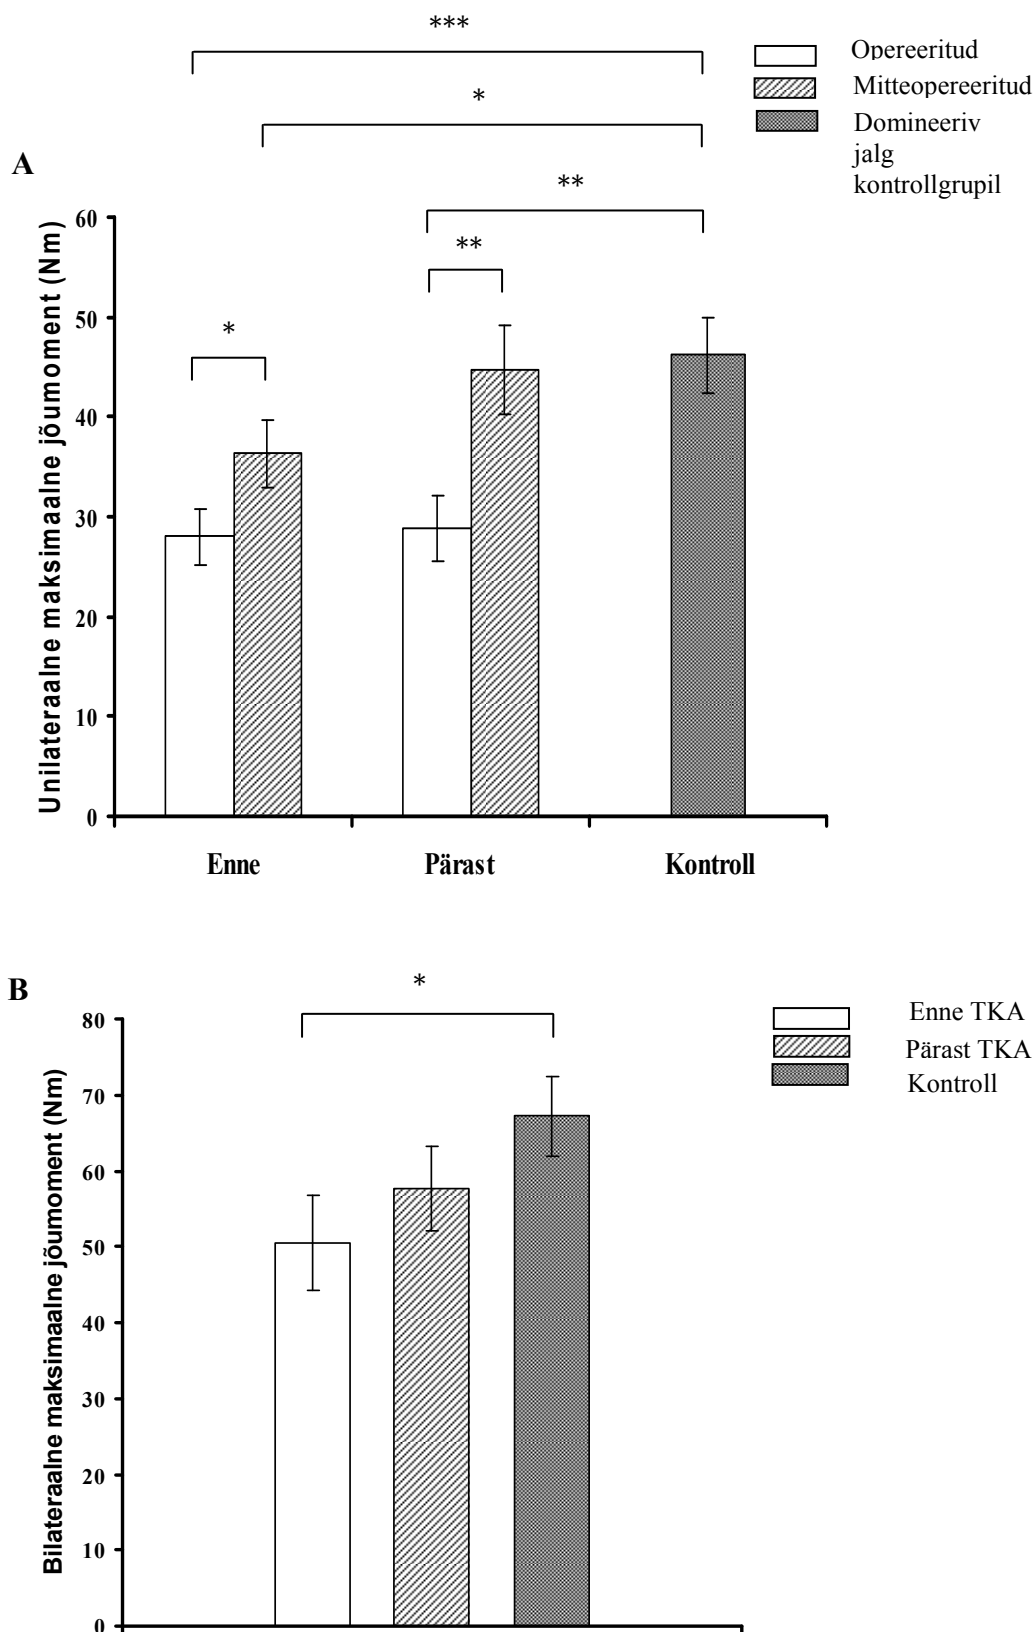 ***
Opereeritud
Mitteopereeritud
Domineeriv
jalg
kontrollgrupil
*
A
**
**
*
Unilateraalne maksimaalne jõumoment (Nm)
60
50
40
30
20
10
0
Enne Pärast Kontroll
B
*
Enne TKA
Pärast TKA
Kontroll
Bilateraalne maksimaalne jõumoment (Nm)
80
70
60
50
40
30
20
10
0